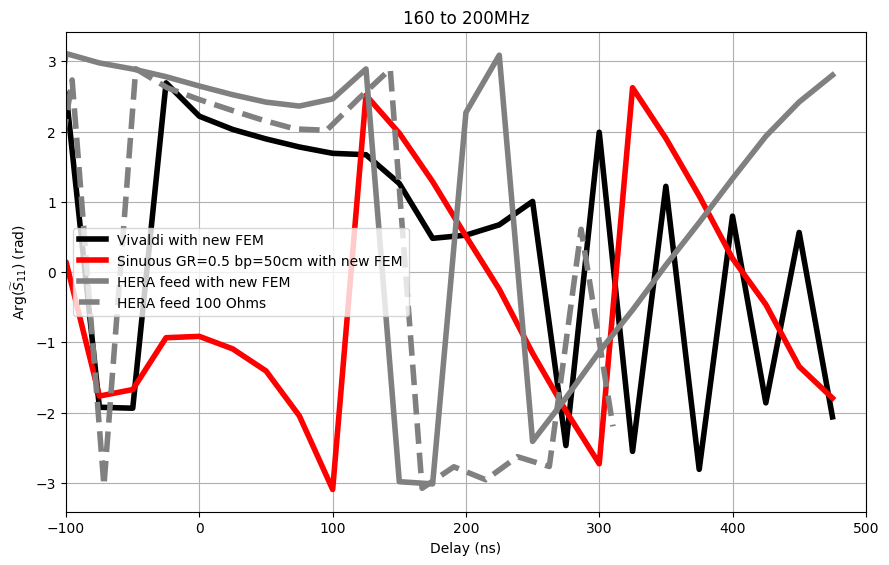 160 to 200MHz
3
2
1
0
−1
−2
−3
Arg(S̃₁₁) (rad)
Vivaldi with new FEM
Sinuous GR=0.5 bp=50cm with new FEM
HERA feed with new FEM
HERA feed 100 Ohms
−100 0 100 200 300 400 500
Delay (ns)